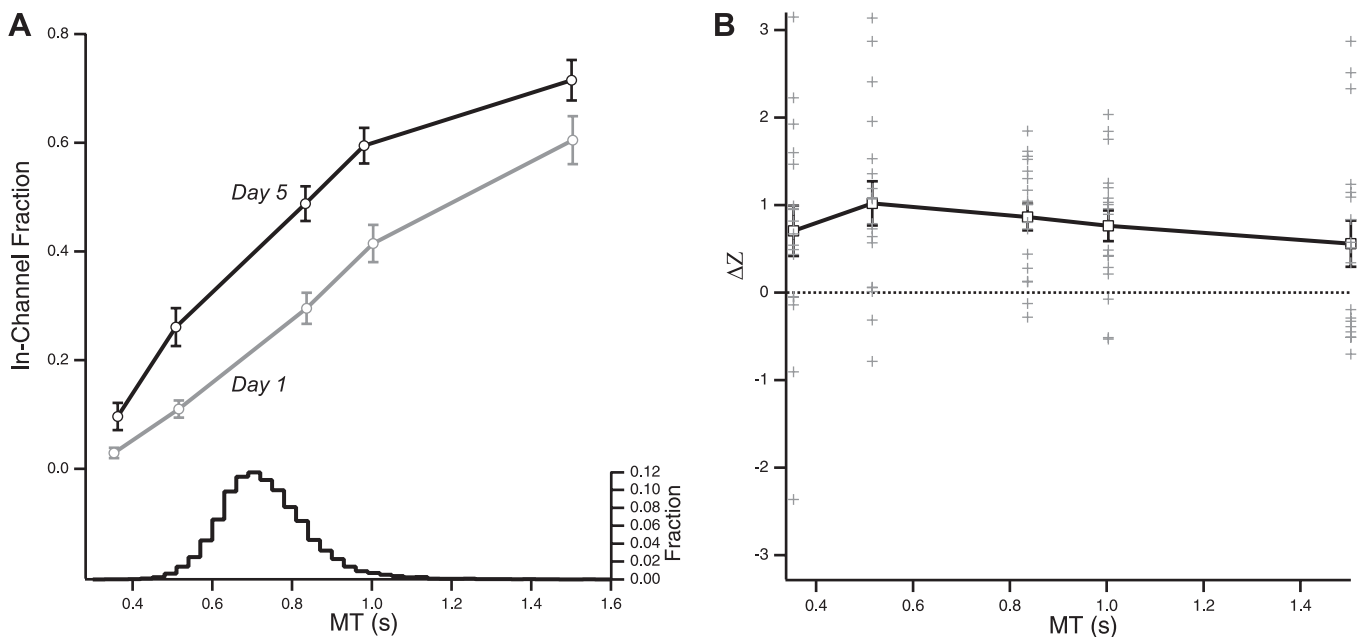 A
0.8
0.6
0.4
0.2
0.0
In-Channel Fraction
Day 5
Day 1
0.12
0.10
0.08
0.06
0.04
0.02
0.00
Fraction
0.4 0.6 0.8 1.0 1.2 1.4 1.6
MT (s)
B
3
2
1
0
-1
-2
-3
ΔZ
0.4 0.6 0.8 1.0 1.2 1.4
MT (s)